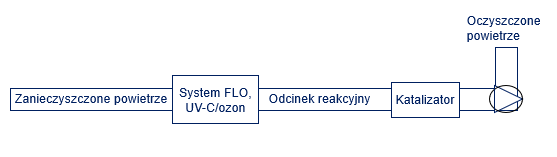 Oczyszczone
powietrze
Zanieczyszczone powietrze
System FLO,
UV-C/ozon
Odcinek reakcyjny
Katalizator